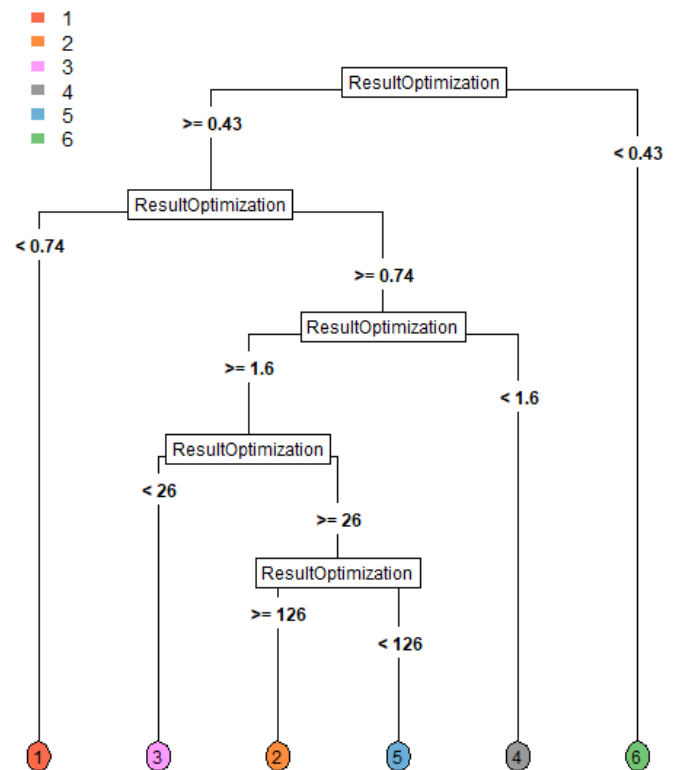 1
2
3
4
5
6
ResultOptimization
>= 0.43
< 0.43
ResultOptimization
< 0.74
>= 0.74
ResultOptimization
>= 1.6
< 1.6
ResultOptimization
< 26
>= 26
ResultOptimization
>= 126
< 126
1 3 2 5 4 6